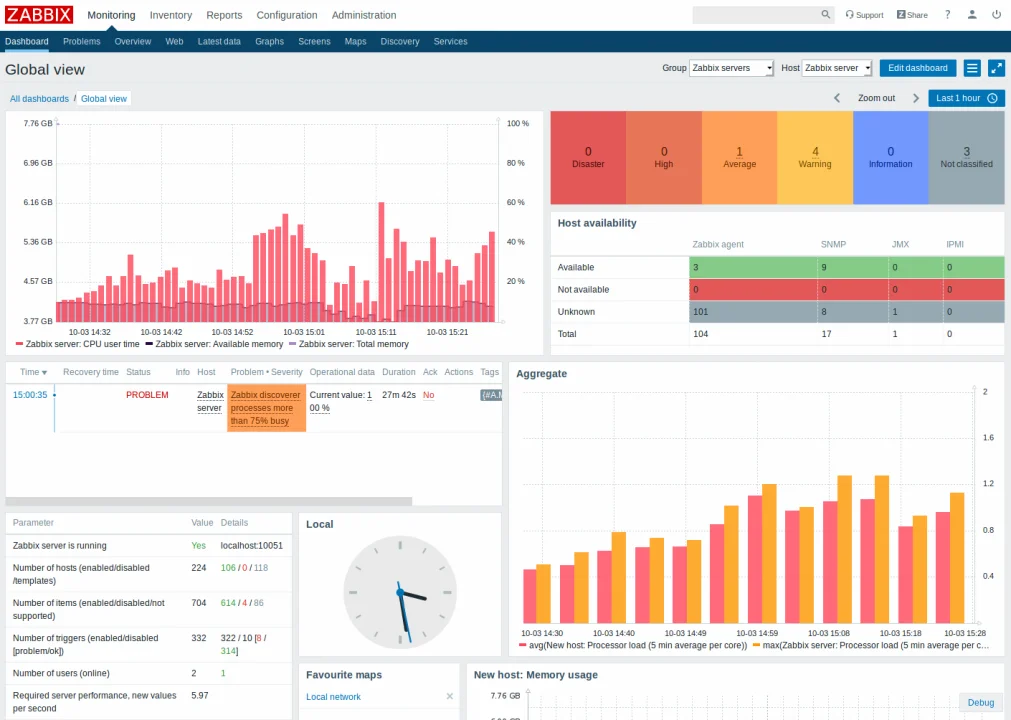 ZABBIX Monitoring Inventory Reports Configuration Administration Support Z Share ?
Dashboard Problems Overview Web Latest data Graphs Screens Maps Discovery Services
Global view
Group Zabbix servers Host Zabbix server Edit dashboard
All dashboards / Global view
Zoom out Last 1 hour
7.76 GB
6.96 GB
6.16 GB
5.36 GB
4.57 GB
3.77 GB
100 %
80 %
60 %
40 %
20 %
10-03 14:32 10-03 14:42 10-03 14:52 10-03 15:01 10-03 15:11 10-03 15:21
Zabbix server: CPU user time Zabbix server: Available memory Zabbix server: Total memory
0 0 1 4 0 3
Disaster High Average Warning Information Not classified
Host availability
Zabbix agent SNMP JMX IPMI
Available 3 9 0 0
Not available 0 0 0 0
Unknown 101 8 1 0
Total 104 17 1 0
Time Recovery time Status Info Host Problem • Severity Operational data Duration Ack Actions Tags
15:00:35 PROBLEM Zabbix Zabbix discoverer Current value: 1 27m 42s No
server processes more 00 %
than 75% busy
Aggregate
2
1.6
1.2
0.8
0.4
10-03 14:30 10-03 14:40 10-03 14:49 10-03 14:59 10-03 15:08 10-03 15:18 10-03 15:28
avg(New host: Processor load (5 min average per core)) max(Zabbix server: Processor load (5 min average per c...
Parameter Value Details
Zabbix server is running Yes localhost:10051
Number of hosts (enabled/disabled 224 106 / 0 / 118
/templates)
Number of items (enabled/disabled/not 704 614 / 4 / 86
supported)
Number of triggers (enabled/disabled 332 322 / 10 [8 /
[problem/ok]) 314]
Number of users (online) 2 1
Required server performance, new values 5.97
per second
Local
Favourite maps
Local network
New host: Memory usage
7.76 GB
Debug